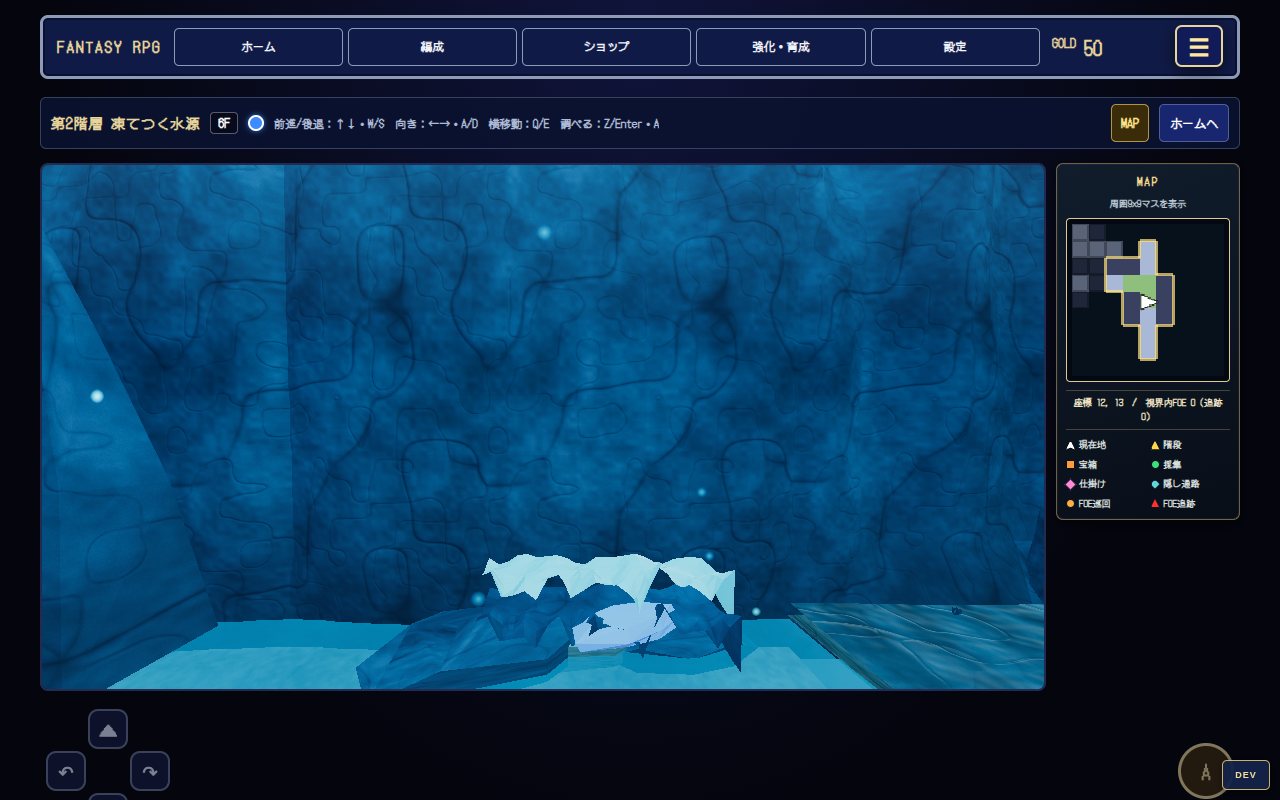 FANTASY RPG
ホーム
編成
ショップ
強化・育成
設定
GOLD 50
第2階層 凍てつく水源 6F 前進/後退：↑↓・W/S 向き：←→・A/D 横移動：Q/E 調べる：Z/Enter・A
MAP
ホームへ
MAP
周囲9x9マスを表示
座標 12, 13 / 視界内FOE 0（追跡
0）
現在地
階段
宝箱
採集
仕掛け
隠し通路
FOE巡回
FOE追跡
A
DEV